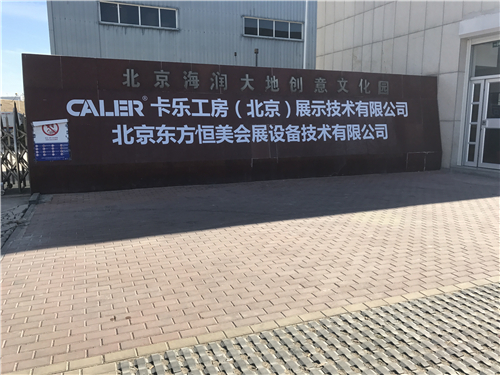 北京海润大地创意文化园
CALER® 卡乐工房（北京）展示技术有限公司
北京东方恒美会展设备技术有限公司